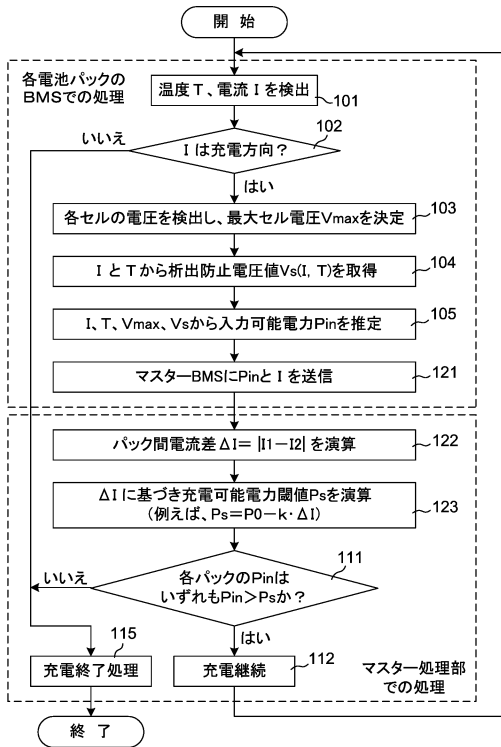 開 始
各電池パックの
BMSでの処理
温度T、電流Iを検出
101
Iは充電方向?
102
いいえ
はい
各セルの電圧を検出し、最大セル電圧Vmaxを決定
103
IとTから析出防止電圧値Vs(I, T)を取得
104
I、T、Vmax、Vsから入力可能電力Pinを推定
105
マスターBMSにPinとIを送信
121
パック間電流差ΔI= |I1-I2| を演算
122
ΔIに基づき充電可能電力閾値Psを演算
(例えば、Ps=P0-k・ΔI)
123
各パックのPinは
いずれもPin>Psか?
111
いいえ
はい
115
充電終了処理
充電継続
112
マスター処理部
での処理
終 了